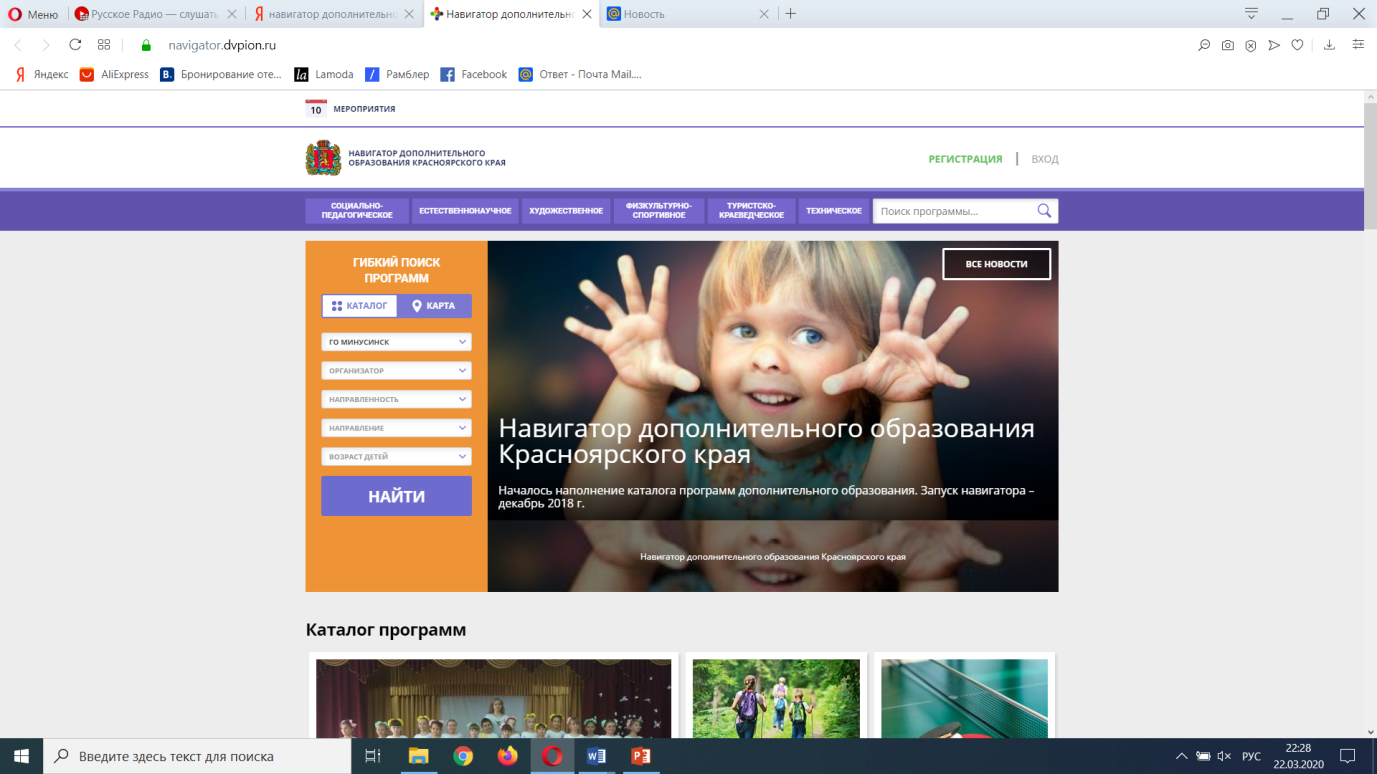 Меню
Русское Радио — слушать
навигатор дополнительно
Навигатор дополнительно
Новость
navigator.dvpion.ru
Яндекс
AliExpress
Бронирование оте...
Lamoda
Рамблер
Facebook
Ответ - Почта Mail....
10 МЕРОПРИЯТИЯ
НАВИГАТОР ДОПОЛНИТЕЛЬНОГО
ОБРАЗОВАНИЯ КРАСНОЯРСКОГО КРАЯ
РЕГИСТРАЦИЯ | ВХОД
СОЦИАЛЬНО-
ПЕДАГОГИЧЕСКОЕ
ЕСТЕСТВЕННОНАУЧНОЕ
ХУДОЖЕСТВЕННОЕ
ФИЗКУЛЬТУРНО-
СПОРТИВНОЕ
ТУРИСТСКО-
КРАЕВЕДЧЕСКОЕ
ТЕХНИЧЕСКОЕ
Поиск программы...
ГИБКИЙ ПОИСК
ПРОГРАММ
КАТАЛОГ
КАРТА
ГО МИНУСИНСК
ОРГАНИЗАТОР
НАПРАВЛЕННОСТЬ
НАПРАВЛЕНИЕ
ВОЗРАСТ ДЕТЕЙ
НАЙТИ
ВСЕ НОВОСТИ
Навигатор дополнительного образования
Красноярского края
Началось наполнение каталога программ дополнительного образования. Запуск навигатора –
декабрь 2018 г.
Навигатор дополнительного образования Красноярского края
Каталог программ
Введите здесь текст для поиска
РУС
22:28
22.03.2020